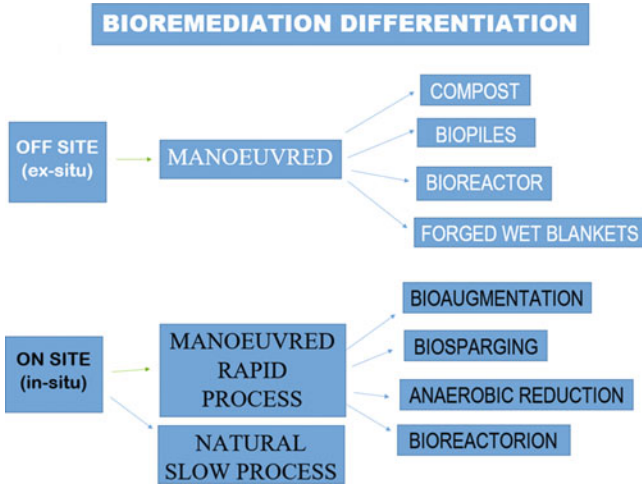 BIOREMEDIATION DIFFERENTIATION
OFF SITE
(ex-situ)
MANOEUVRED
COMPOST
BIOPILES
BIOREACTOR
FORGED WET BLANKETS
ON SITE
(in-situ)
MANOEUVRED
RAPID
PROCESS
BIOAUGMENTATION
BIOSPARGING
ANAEROBIC REDUCTION
BIOREACTORION
NATURAL
SLOW PROCESS